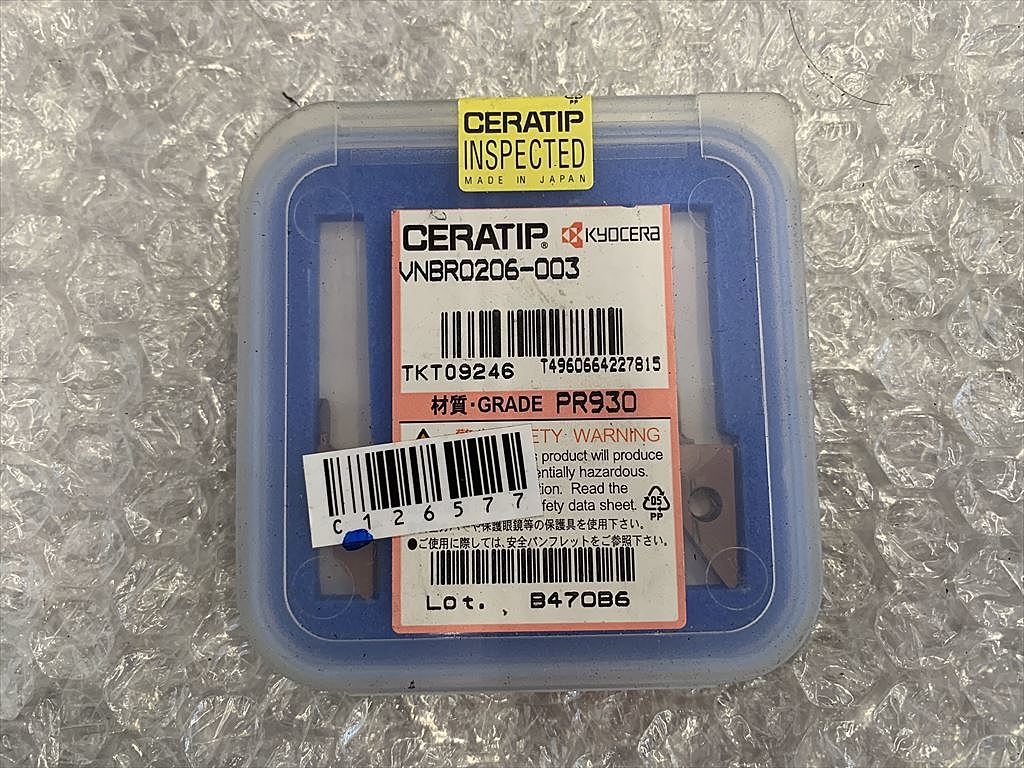 CERATIP
INSPECTED
MADE IN JAPAN
CERATIP® KYOCERA
VNBR0206-003
TKT09246 T4960664227815
材質・GRADE PR930
ETY WARNING
product will produce
entially hazardous.
tion. Read the
fety data sheet.
05
PP
C126577
や保護眼鏡等の保護具を使用下さい。
●ご使用に際しては、安全パンフレットをご参照下さい。
Lot. B470B6